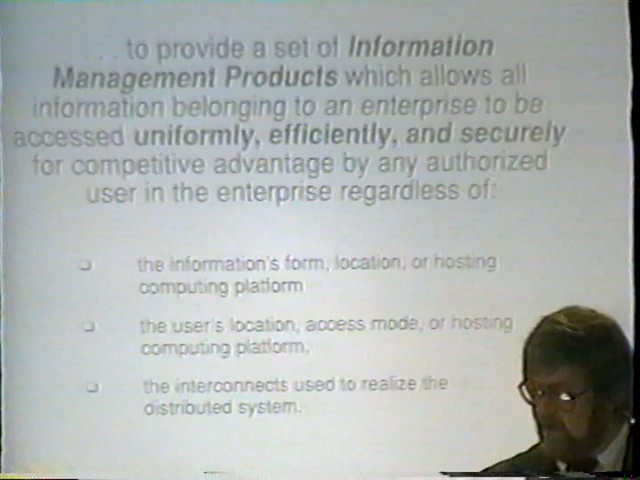 . . . to provide a set of Information
Management Products which allows all
information belonging to an enterprise to be
accessed uniformly, efficiently, and securely
for competitive advantage by any authorized
user in the enterprise regardless of:
the information's form, location, or hosting
computing platform
the user's location, access mode, or hosting
computing platform,
the interconnects used to realize the
distributed system.